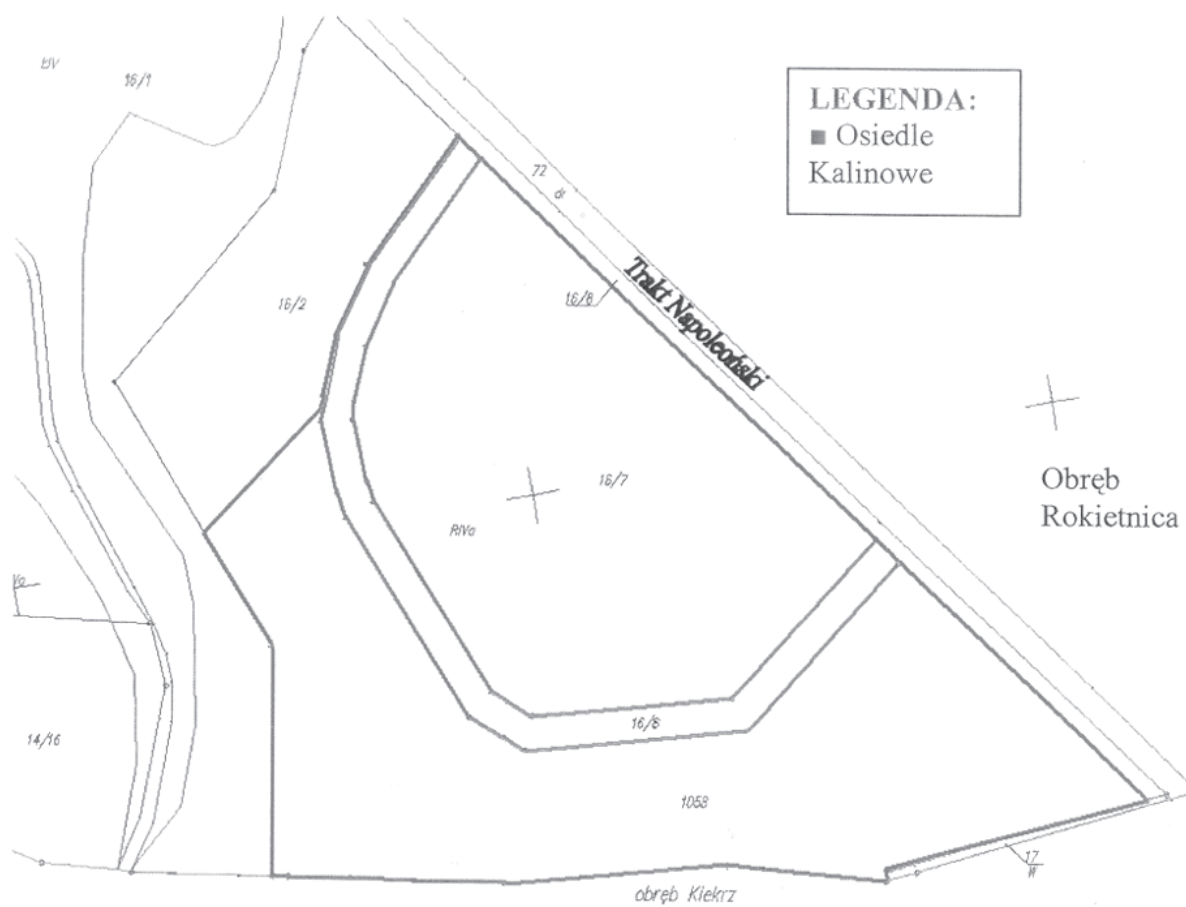 16/1
LEGENDA:
■ Osiedle
Kalinowe
72
dr
16/2
16/8
Trakt Napoleoński
16/7
Obręb
Rokietnica
RIVa
16/6
14/16
1058
17
W
obręb Kiekrz